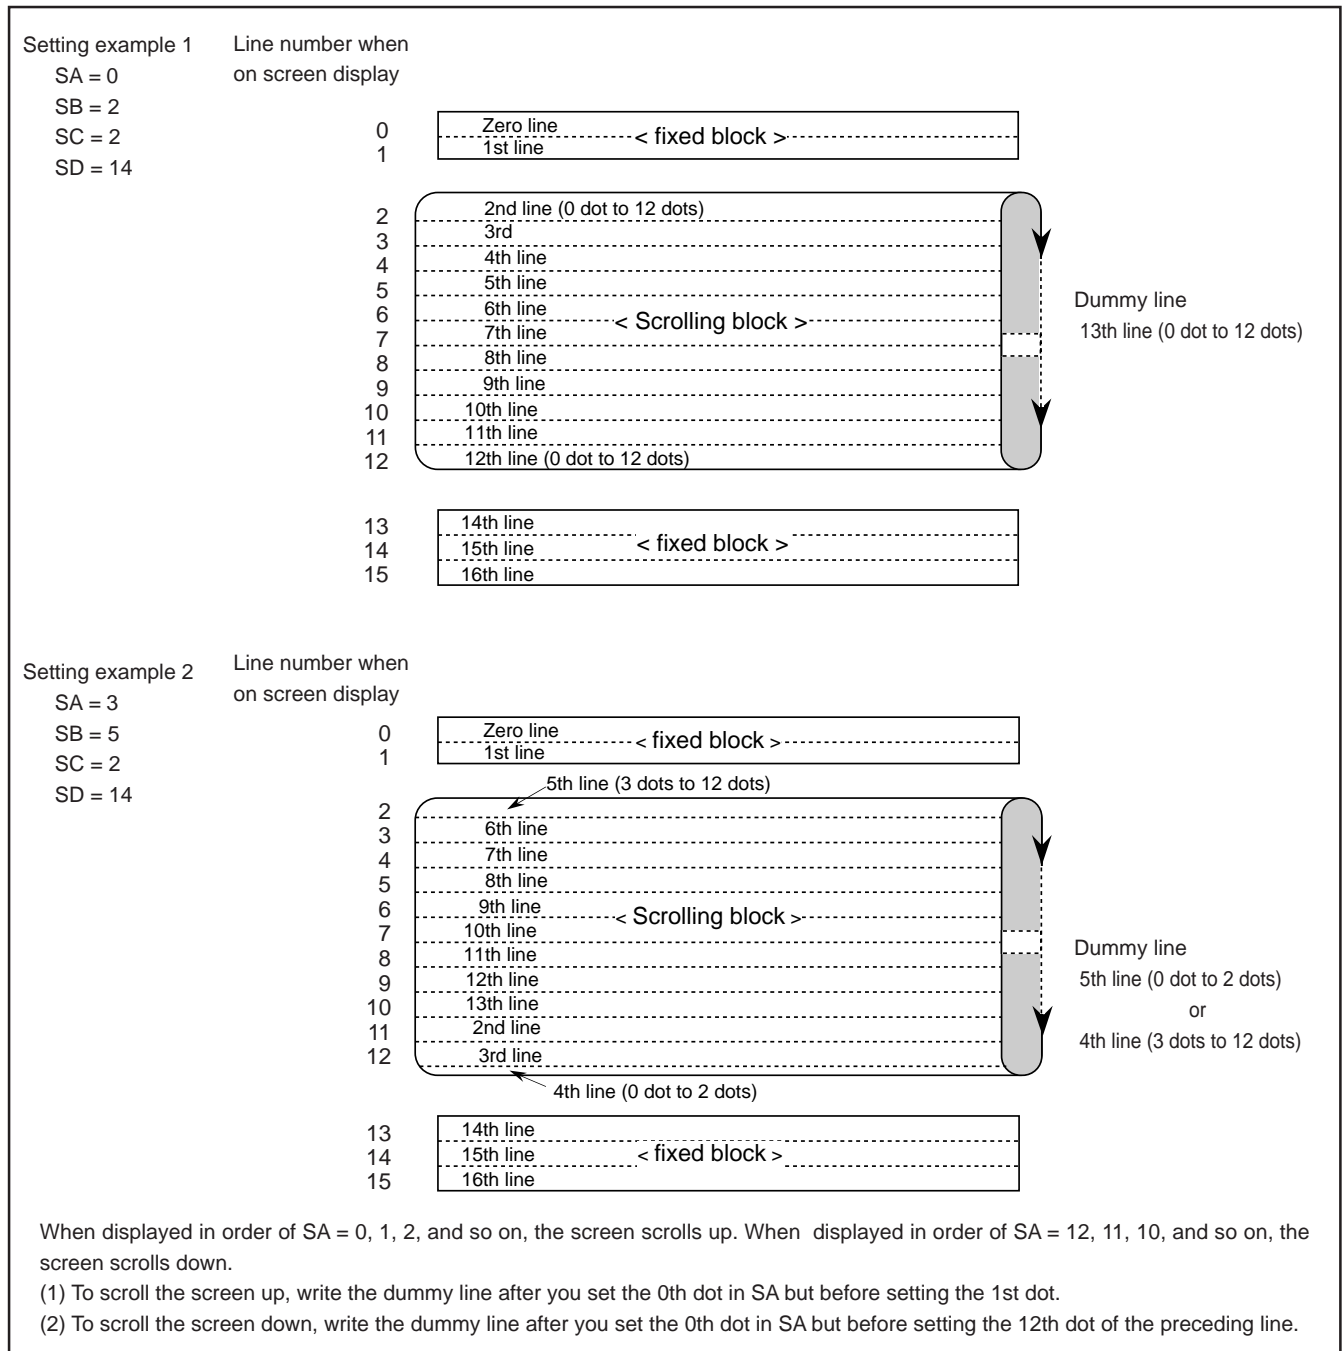 Setting example 1
SA = 0
SB = 2
SC = 2
SD = 14
Line number when
on screen display
0 Zero line
< fixed block >
1 1st line
2 2nd line (0 dot to 12 dots)
3 3rd
4 4th line
5 5th line
6 6th line
< Scrolling block >
7 7th line
8 8th line
9 9th line
10 10th line
11 11th line
12 12th line (0 dot to 12 dots)
Dummy line
13th line (0 dot to 12 dots)
13 14th line
14 15th line < fixed block >
15 16th line
Setting example 2
SA = 3
SB = 5
SC = 2
SD = 14
Line number when
on screen display
0 Zero line
< fixed block >
1 1st line
5th line (3 dots to 12 dots)
2
3 6th line
4 7th line
5 8th line
6 9th line
< Scrolling block >
7 10th line
8 11th line
9 12th line
10 13th line
11 2nd line
12 3rd line
4th line (0 dot to 2 dots)
Dummy line
5th line (0 dot to 2 dots)
or
4th line (3 dots to 12 dots)
13 14th line
14 15th line < fixed block >
15 16th line
When displayed in order of SA = 0, 1, 2, and so on, the screen scrolls up. When displayed in order of SA = 12, 11, 10, and so on, the
screen scrolls down.
(1) To scroll the screen up, write the dummy line after you set the 0th dot in SA but before setting the 1st dot.
(2) To scroll the screen down, write the dummy line after you set the 0th dot in SA but before setting the 12th dot of the preceding line.